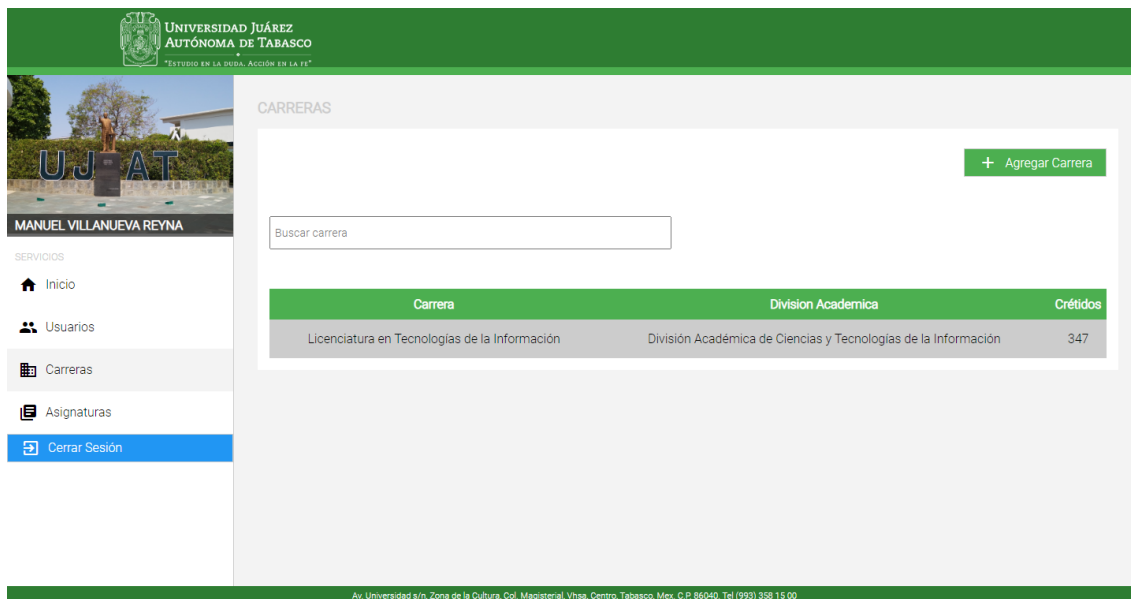 UNIVERSIDAD JUÁREZ
AUTÓNOMA DE TABASCO
"ESTUDIO EN LA DUDA. ACCIÓN EN LA FE"
UJAT
MANUEL VILLANUEVA REYNA
SERVICIOS
Inicio
Usuarios
Carreras
Asignaturas
Cerrar Sesión
CARRERAS
+ Agregar Carrera
Buscar carrera
Carrera Division Academica Crétidos
Licenciatura en Tecnologías de la Información División Académica de Ciencias y Tecnologías de la Información 347
Av. Universidad s/n, Zona de la Cultura, Col. Magisterial, Vhsa, Centro, Tabasco, Mex. C.P. 86040. Tel (993) 358 15 00